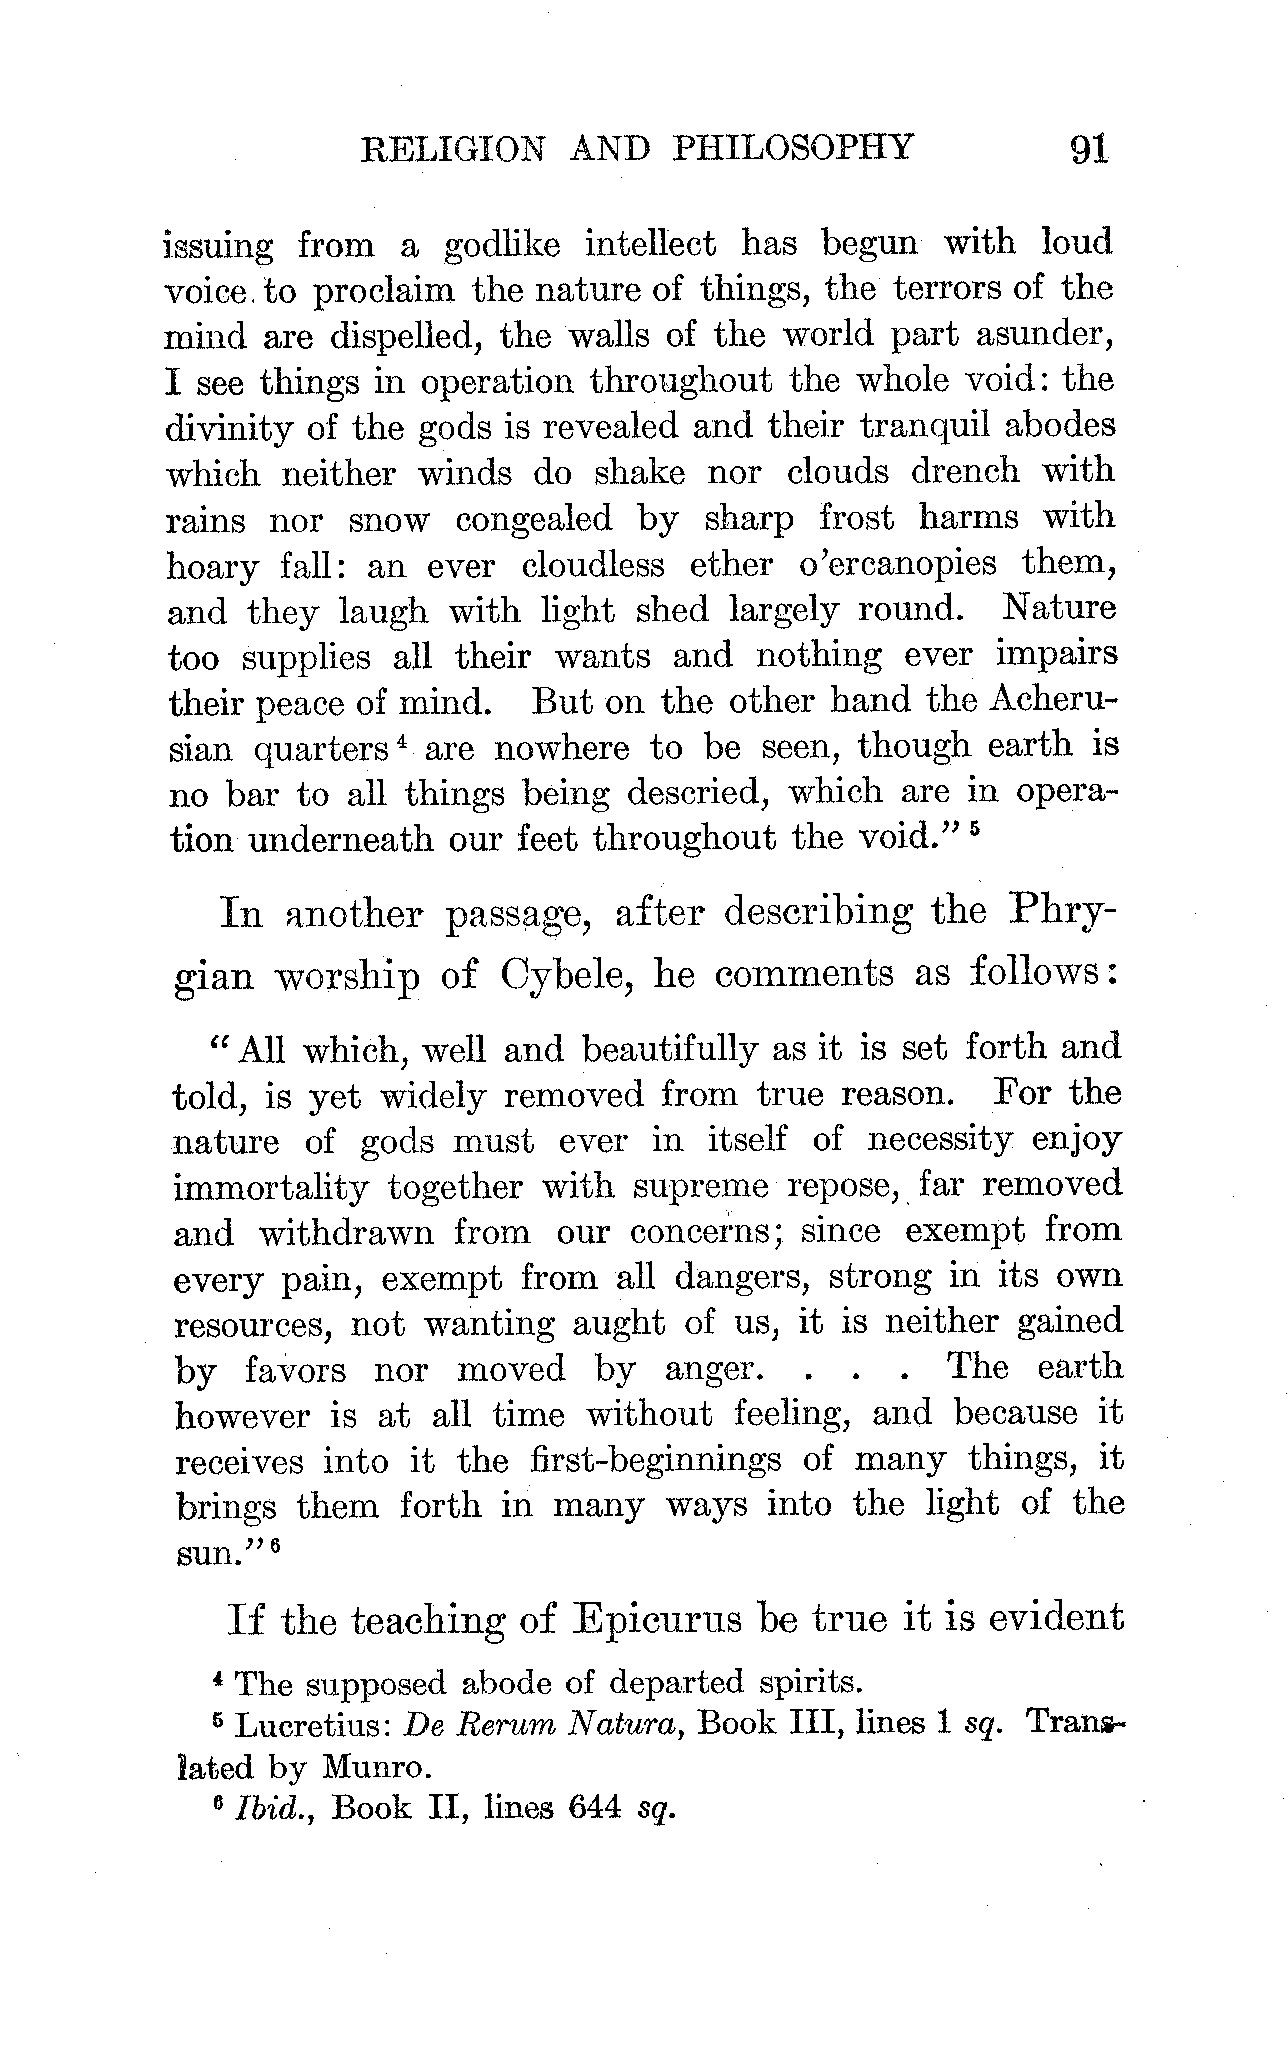 RELIGION AND PHILOSOPHY 91
issuing from a godlike intellect has begun with loud
voice to proclaim the nature of things, the terrors of the
mind are dispelled, the walls of the world part asunder,
I see things in operation throughout the whole void: the
divinity of the gods is revealed and their tranquil abodes
which neither winds do shake nor clouds drench with
rains nor snow congealed by sharp frost harms with
hoary fall: an ever cloudless ether o'ercanopies them,
and they laugh with light shed largely round. Nature
too supplies all their wants and nothing ever impairs
their peace of mind. But on the other hand the Acheru-
sian quarters⁴ are nowhere to be seen, though earth is
no bar to all things being descried, which are in opera-
tion underneath our feet throughout the void."⁵
In another passage, after describing the Phry-
gian worship of Cybele, he comments as follows:
"All which, well and beautifully as it is set forth and
told, is yet widely removed from true reason. For the
nature of gods must ever in itself of necessity enjoy
immortality together with supreme repose, far removed
and withdrawn from our concerns; since exempt from
every pain, exempt from all dangers, strong in its own
resources, not wanting aught of us, it is neither gained
by favors nor moved by anger. . . . The earth
however is at all time without feeling, and because it
receives into it the first-beginnings of many things, it
brings them forth in many ways into the light of the
sun."⁶
If the teaching of Epicurus be true it is evident
⁴ The supposed abode of departed spirits.
⁵ Lucretius: De Rerum Natura, Book III, lines 1 sq. Trans-
lated by Munro.
⁶ Ibid., Book II, lines 644 sq.